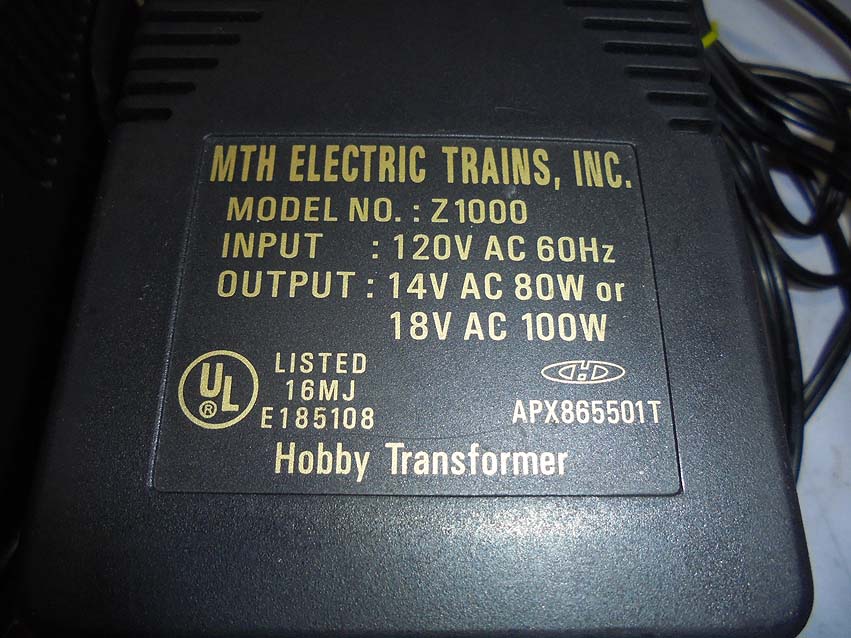 MTH ELECTRIC TRAINS, INC.
MODEL NO. : Z1000
INPUT : 120V AC 60Hz
OUTPUT : 14V AC 80W or
18V AC 100W
UL ®
LISTED
16MJ
E185108
APX865501T
Hobby Transformer